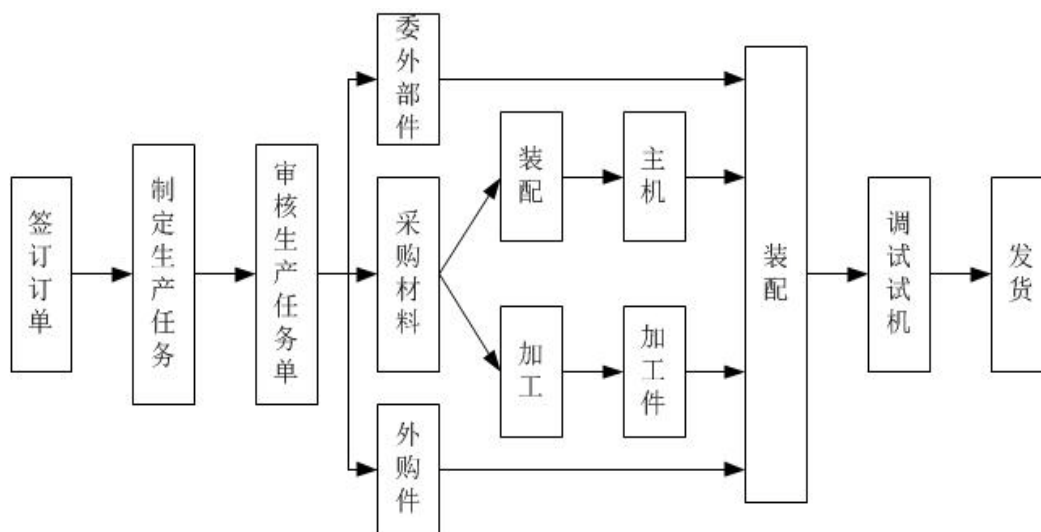 签订订单
制定生产任务
审核生产任务单
委外部件
采购材料
外购件
装配
主机
加工
加工件
装配
调试试机
发货